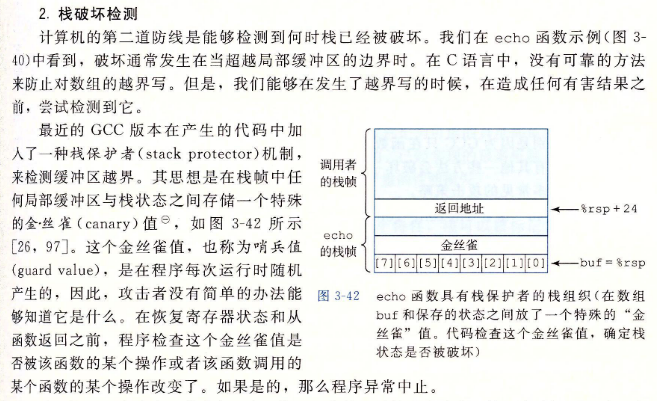 2. 栈破坏检测
计算机的第二道防线是能够检测到何时栈已经被破坏。我们在 echo 函数示例(图 3-
40)中看到，破坏通常发生在当超越局部缓冲区的边界时。在 C 语言中，没有可靠的方法
来防止对数组的越界写。但是，我们能够在发生了越界写的时候，在造成任何有害结果之
前，尝试检测到它。
最近的 GCC 版本在产生的代码中加
入了一种栈保护者(stack protector)机制，
来检测缓冲区越界。其思想是在栈帧中任
何局部缓冲区与栈状态之间存储一个特殊
的金丝雀(canary)值⊖，如图 3-42 所示
[26, 97]。这个金丝雀值，也称为哨兵值
(guard value)，是在程序每次运行时随机
产生的，因此，攻击者没有简单的办法能
够知道它是什么。在恢复寄存器状态和从
函数返回之前，程序检查这个金丝雀值是
否被该函数的某个操作或者该函数调用的
某个函数的某个操作改变了。如果是的，那么程序异常中止。
调用者
的栈帧
返回地址
%rsp+24
echo
的栈帧
金丝雀
[7][6][5][4][3][2][1][0]
buf=%rsp
图 3-42 echo 函数具有栈保护者的栈组织(在数组
buf 和保存的状态之间放了一个特殊的“金
丝雀”值。代码检查这个金丝雀值，确定栈
状态是否被破坏)